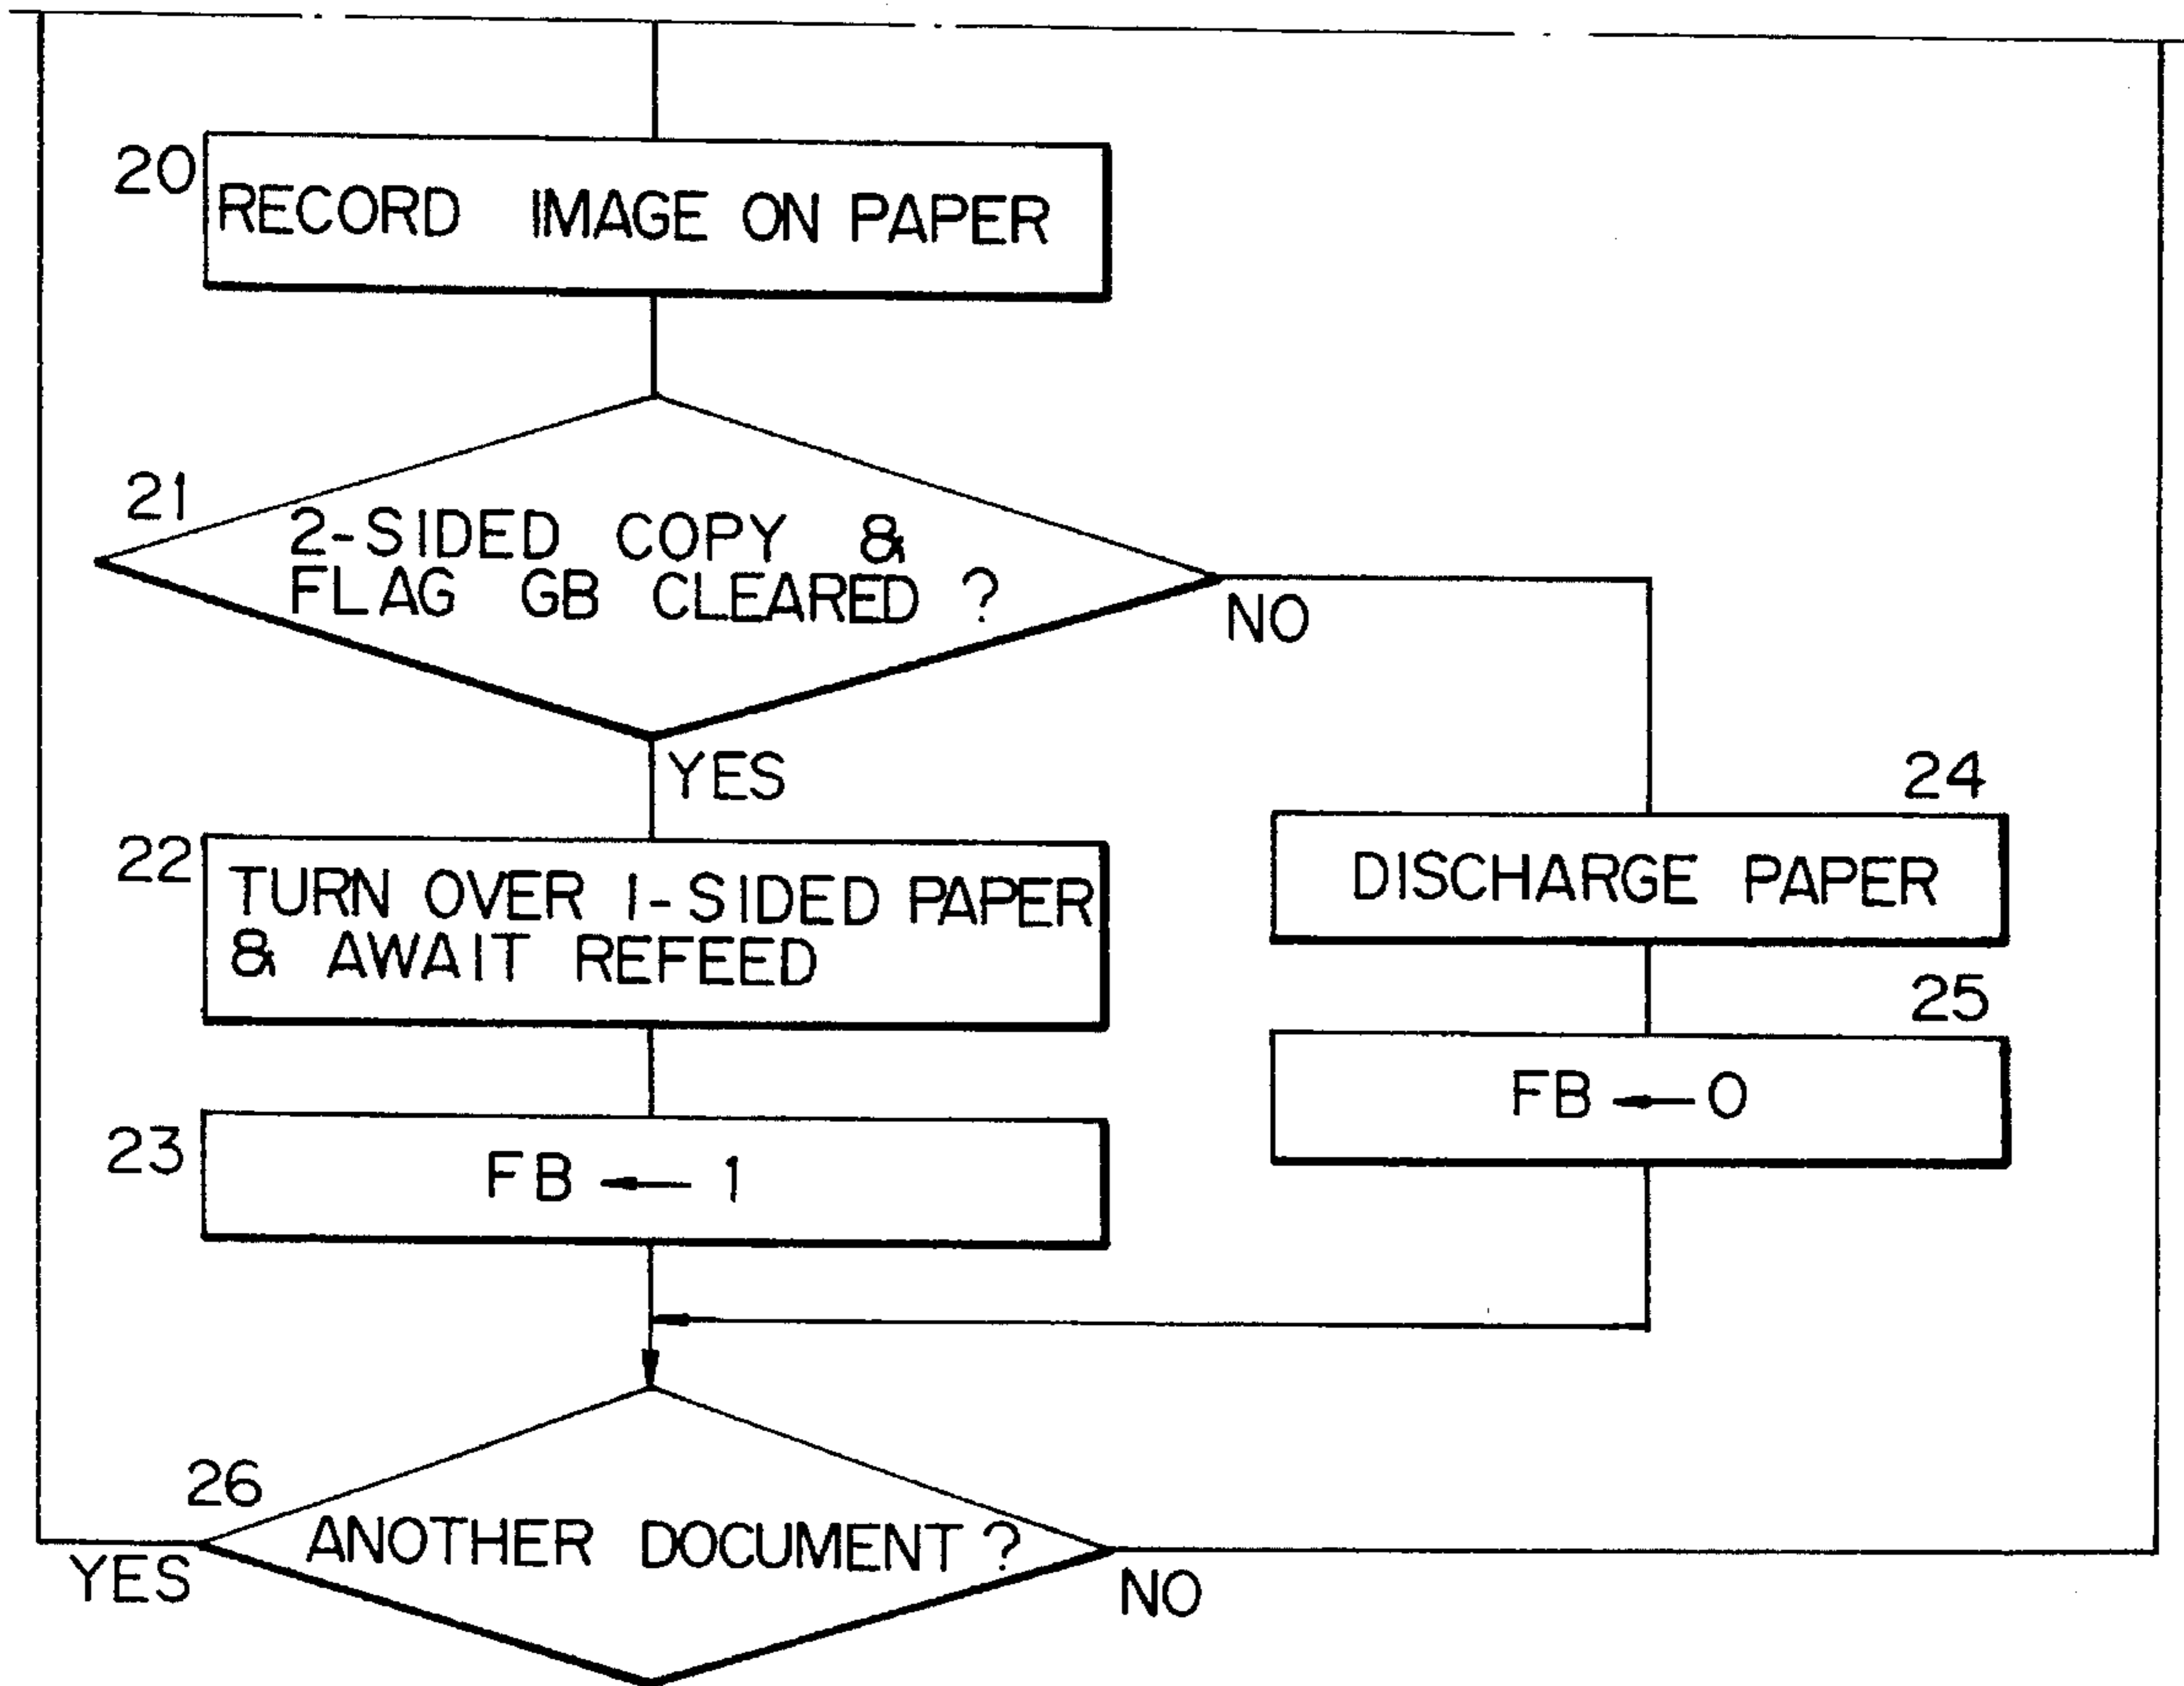 20
RECORD IMAGE ON PAPER
21
2-SIDED COPY &
FLAG GB CLEARED ?
NO
YES
22
TURN OVER 1-SIDED PAPER
& AWAIT REFEED
24
DISCHARGE PAPER
23
FB ← 1
25
FB ← 0
26
ANOTHER DOCUMENT ?
YES
NO